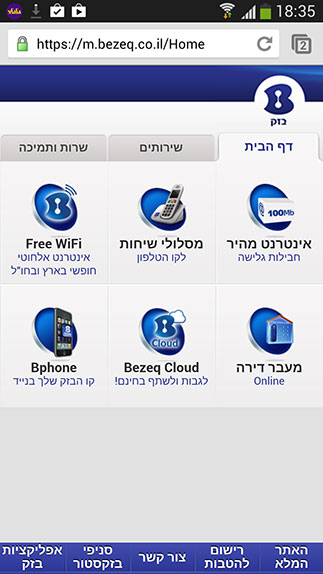 18:35
https://m.bezeq.co.il/Home
2
בזק
דף הבית
שירותים
שרות ותמיכה
100Mb
אינטרנט מהיר
חבילות גלישה
מסלולי שיחות
לקו הטלפון
Free WiFi
אינטרנט אלחוטי
חופשי בארץ ובחו"ל
מעבר דירה
Online
Cloud
Bezeq Cloud
לגבות ולשתף בחינם!
Bphone
קו הבזק שלך בנייד
האתר
המלא
רישום
להטבות
צור קשר
סניפי
בזקסטור
אפליקציות
בזק